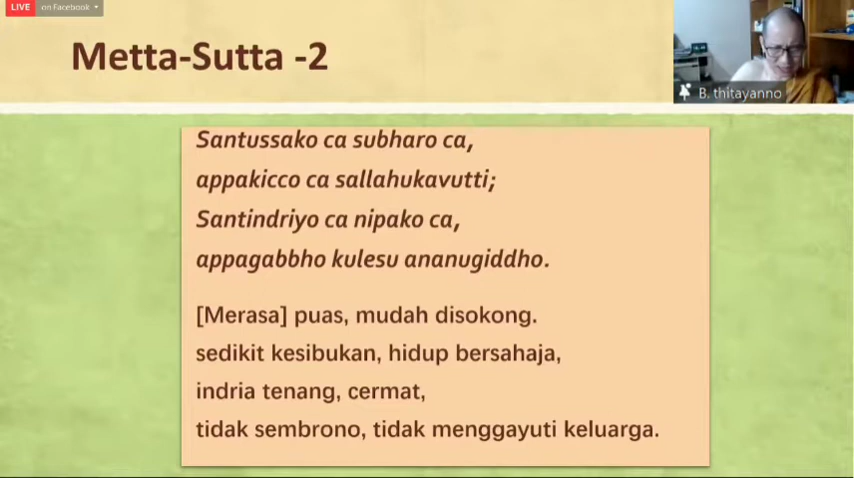 LIVE on Facebook
Metta-Sutta -2
B. thitayanno
Santussako ca subharo ca,
appakicco ca sallahukavutti;
Santindriyo ca nipako ca,
appagabbho kulesu ananugiddho.
[Merasa] puas, mudah disokong.
sedikit kesibukan, hidup bersahaja,
indria tenang, cermat,
tidak sembrono, tidak menggayuti keluarga.